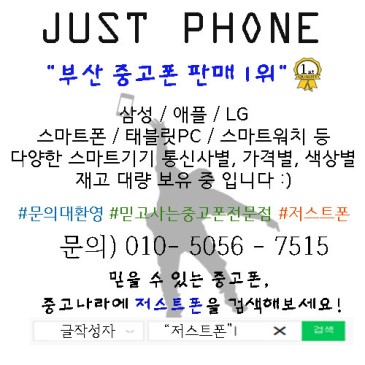 JUST PHONE
"부산 중고폰 판매 1위" 1st
삼성 / 애플 / LG
스마트폰 / 태블릿PC / 스마트워치 등
다양한 스마트기기 통신사별, 가격별, 색상별
재고 대량 보유 중 입니다 :)
#문의대환영 #믿고사는중고폰전문점 #저스트폰
문의) 010- 5056 - 7515
믿을 수 있는 중고폰,
중고나라에 저스트폰을 검색해보세요!
글작성자 "저스트폰" 검색